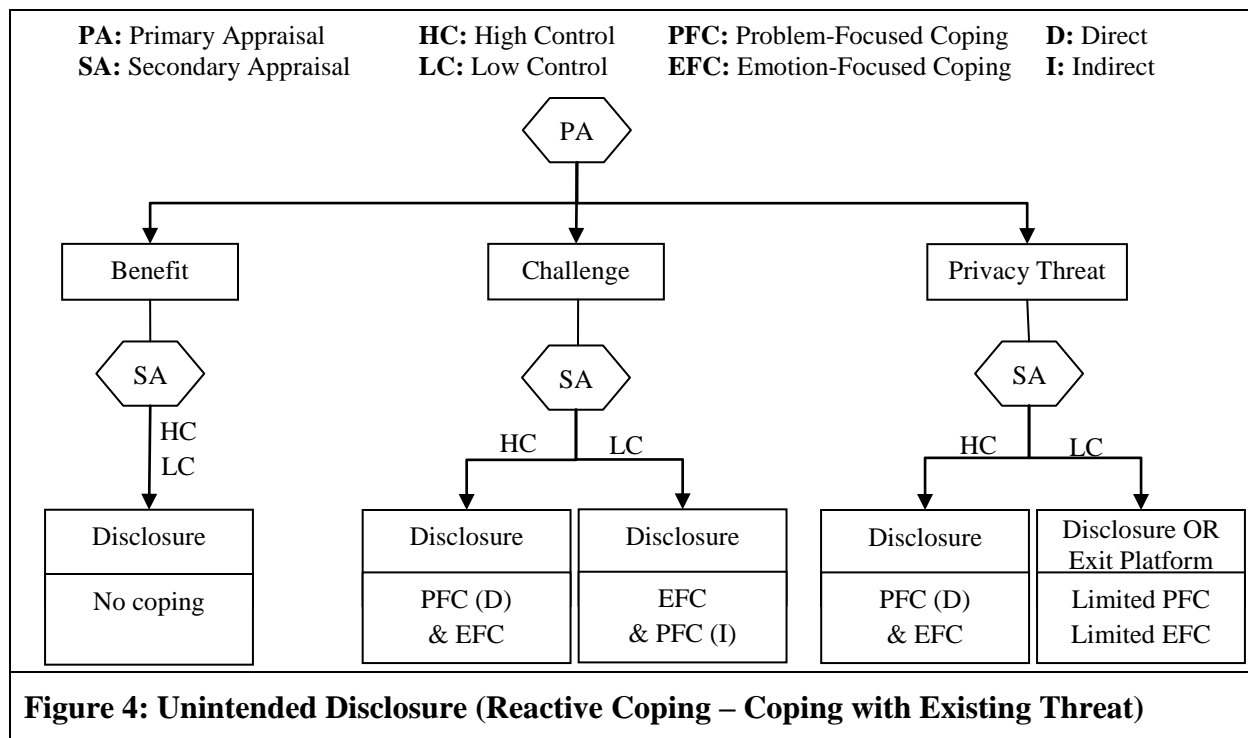 PA: Primary Appraisal HC: High Control PFC: Problem-Focused Coping D: Direct
SA: Secondary Appraisal LC: Low Control EFC: Emotion-Focused Coping I: Indirect
PA
Benefit Challenge Privacy Threat
SA SA SA
HC
LC
HC LC
HC LC
Disclosure
No coping
Disclosure
PFC (D)
& EFC
Disclosure
EFC
& PFC (I)
Disclosure
PFC (D)
& EFC
Disclosure OR
Exit Platform
Limited PFC
Limited EFC
Figure 4: Unintended Disclosure (Reactive Coping – Coping with Existing Threat)